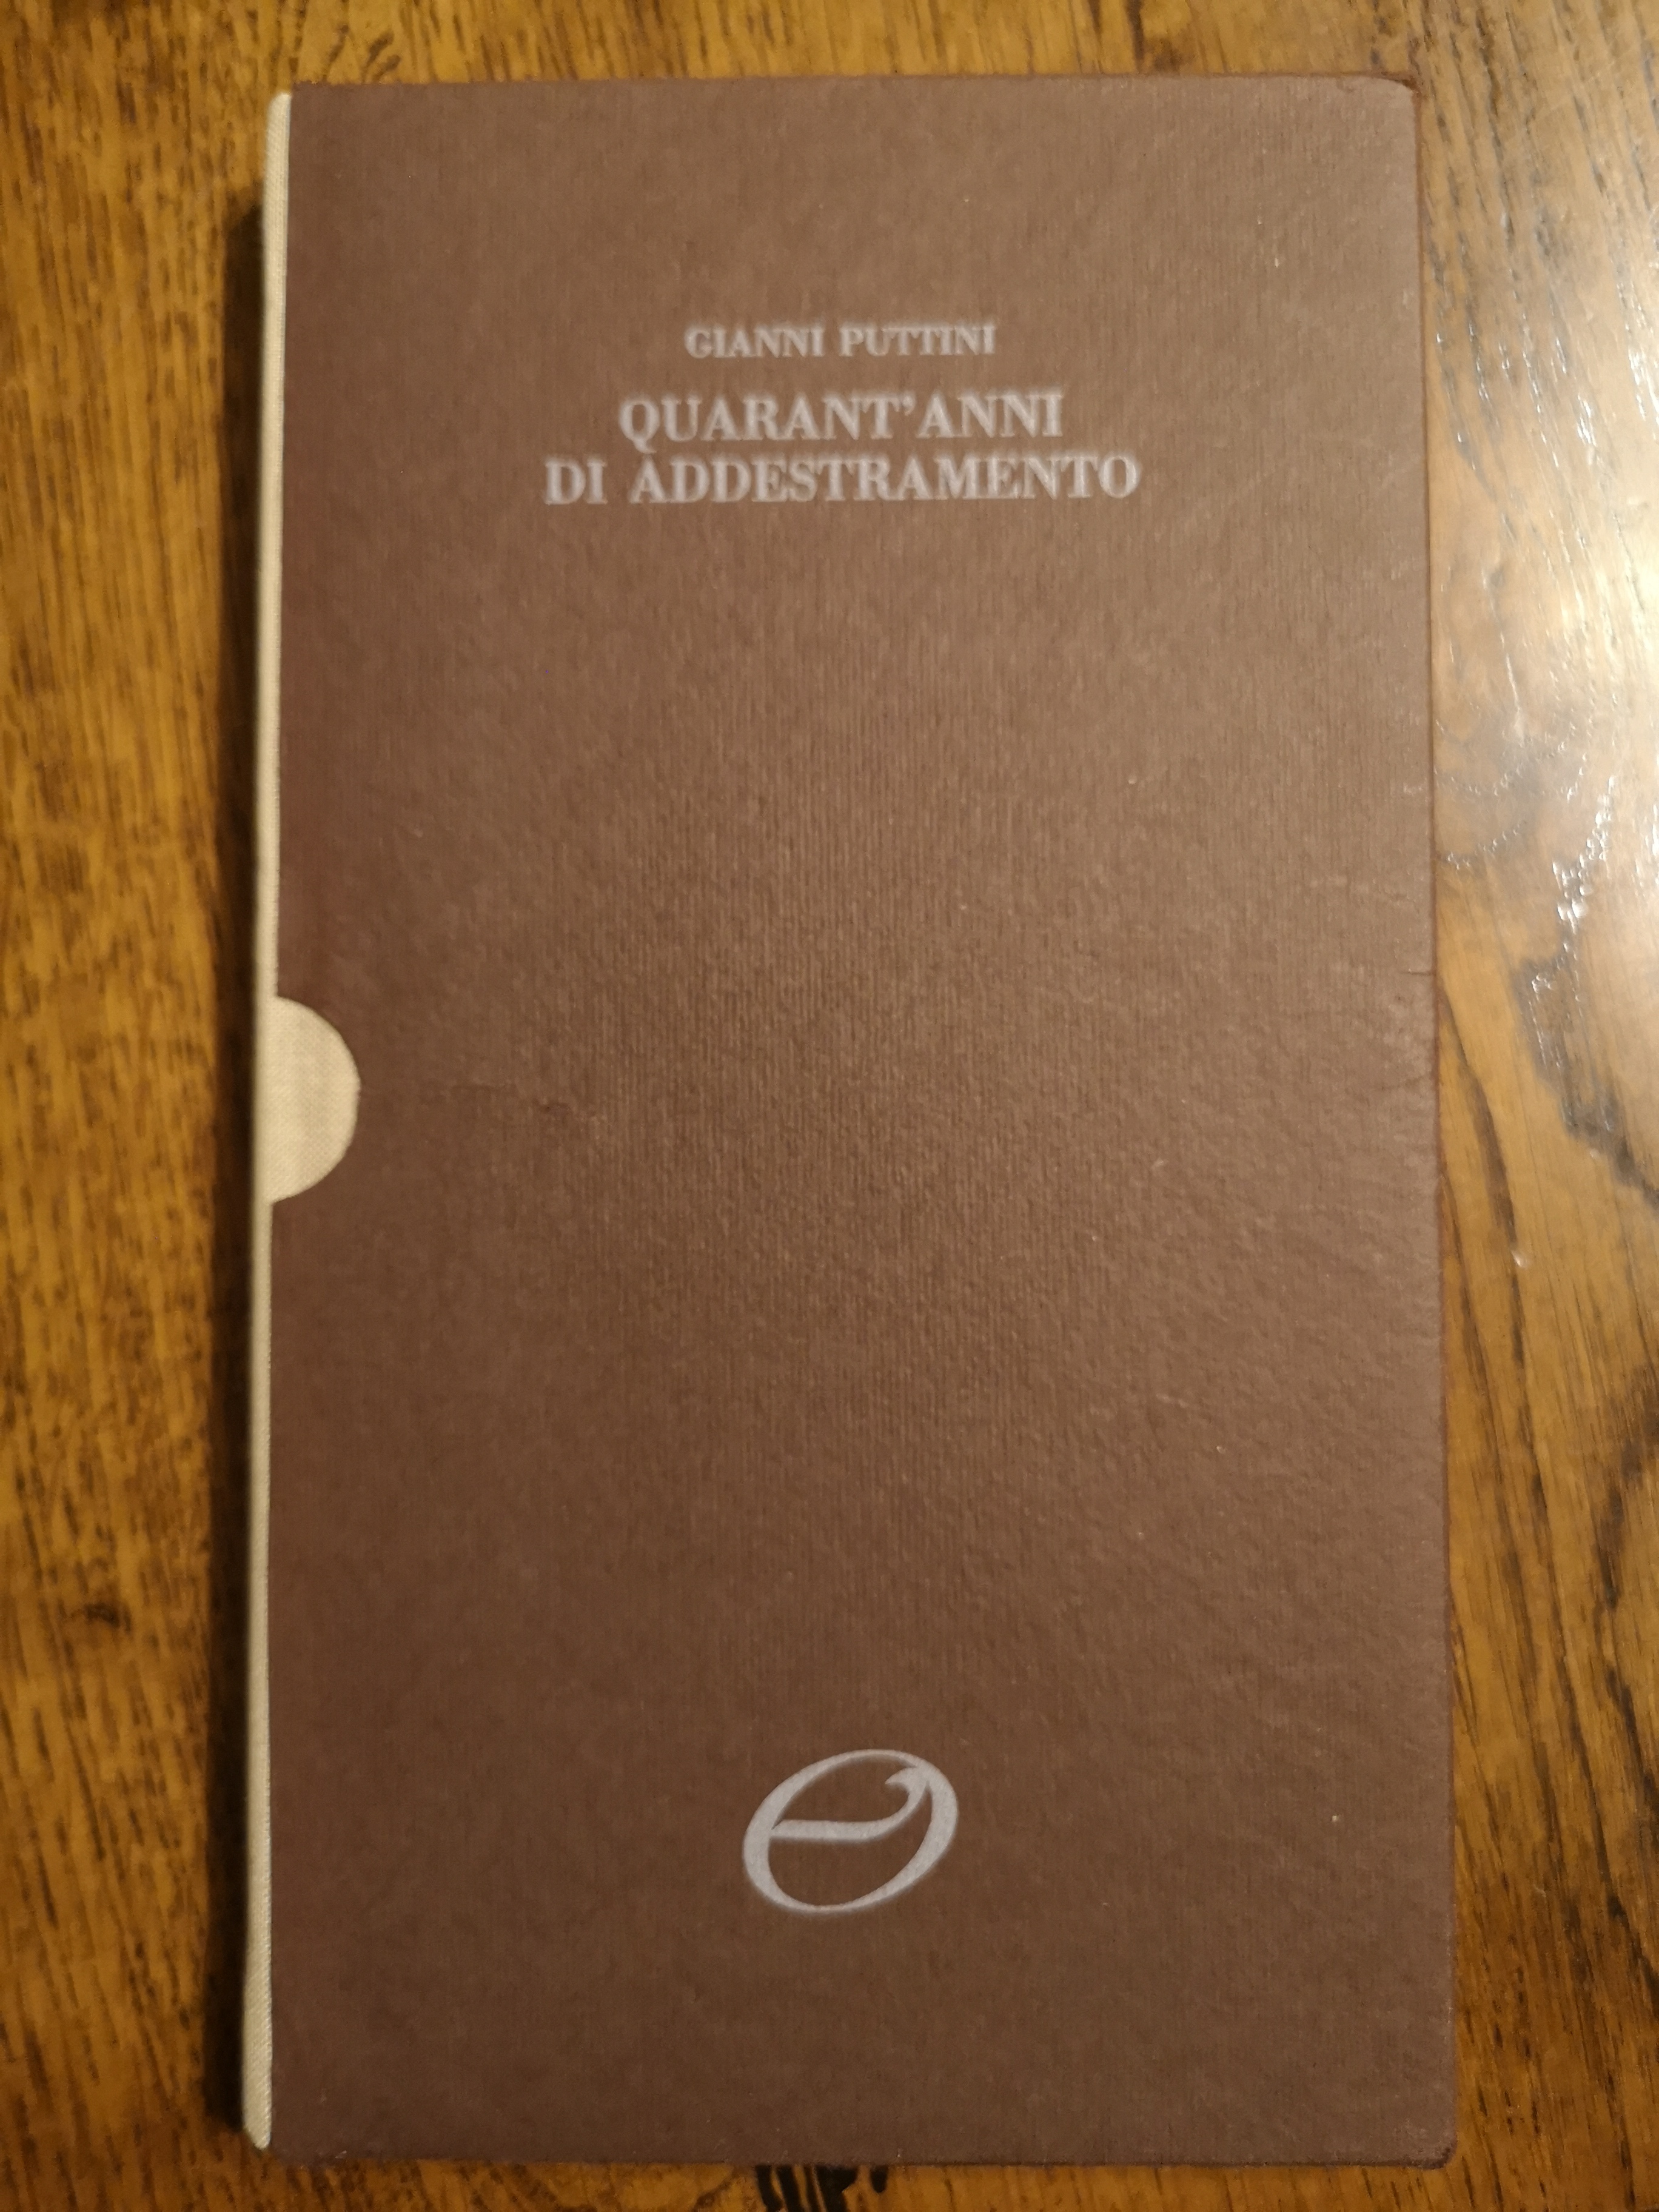 GIANNI PUTTINI
QUARANT'ANNI
DI ADDESTRAMENTO